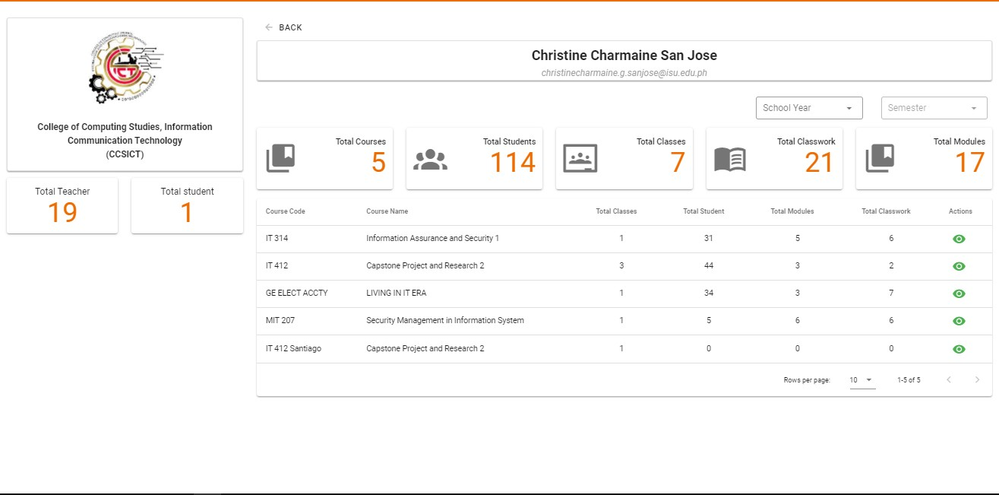 College of Computing Studies, Information
Communication Technology
(CCSICT)
Total Teacher
19
Total student
1
BACK
Christine Charmaine San Jose
christinecharmaine.g.sanjose@isu.edu.ph
School Year
Semester
Total Courses
5
Total Students
114
Total Classes
7
Total Classwork
21
Total Modules
17
Course Code Course Name Total Classes Total Student Total Modules Total Classwork Actions
IT 314 Information Assurance and Security 1 1 31 5 6
IT 412 Capstone Project and Research 2 3 44 3 2
GE ELECT ACCTY LIVING IN IT ERA 1 34 3 7
MIT 207 Security Management in Information System 1 5 6 6
IT 412 Santiago Capstone Project and Research 2 1 0 0 0
Rows per page: 10 1-5 of 5